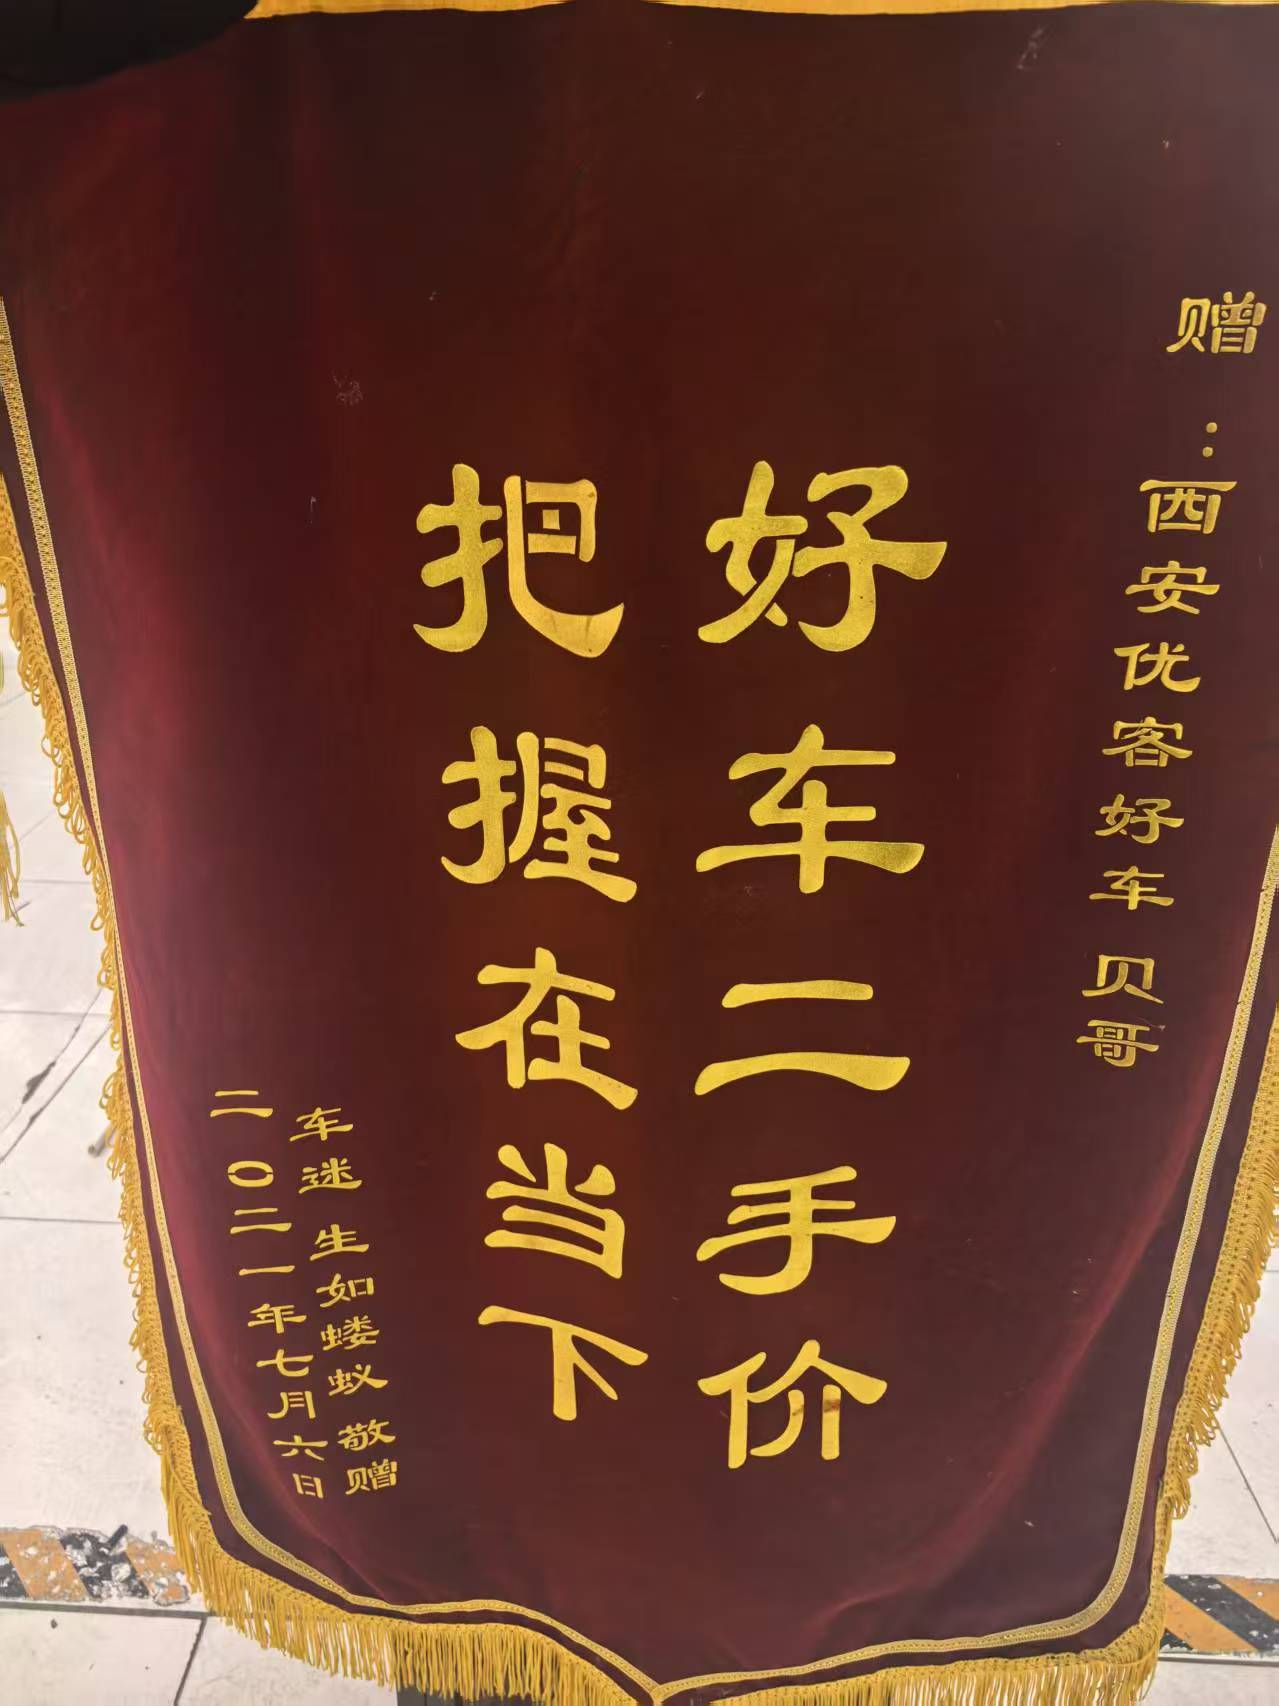 赠：西安优客好车 贝哥
好车二手价
把握在当下
车迷 生如蝼蚁 敬赠
二〇二一年七月六日